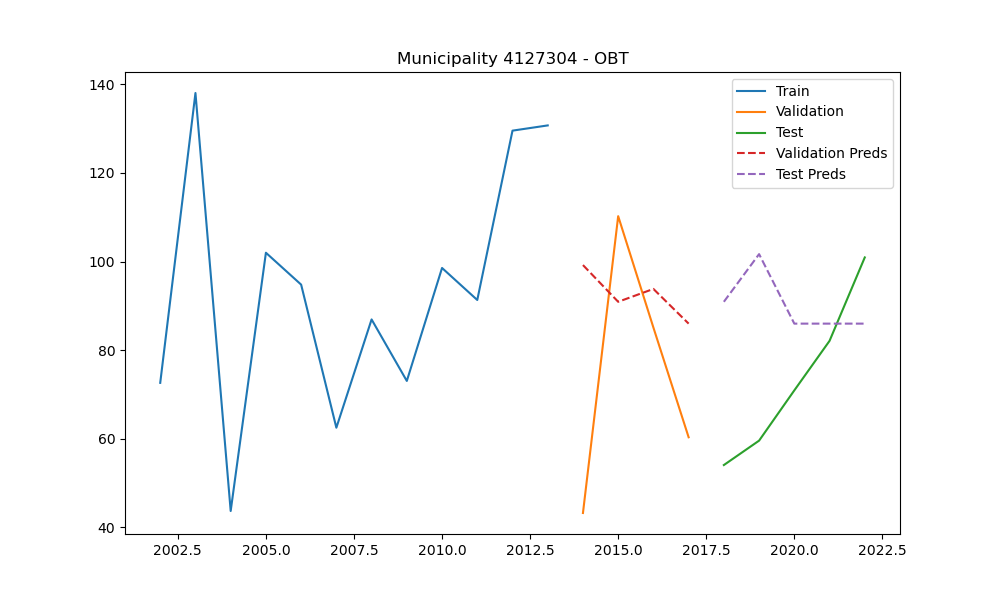 Municipality 4127304 - OBT
140
120
100
80
60
40
2002.5 2005.0 2007.5 2010.0 2012.5 2015.0 2017.5 2020.0 2022.5
Train
Validation
Test
Validation Preds
Test Preds